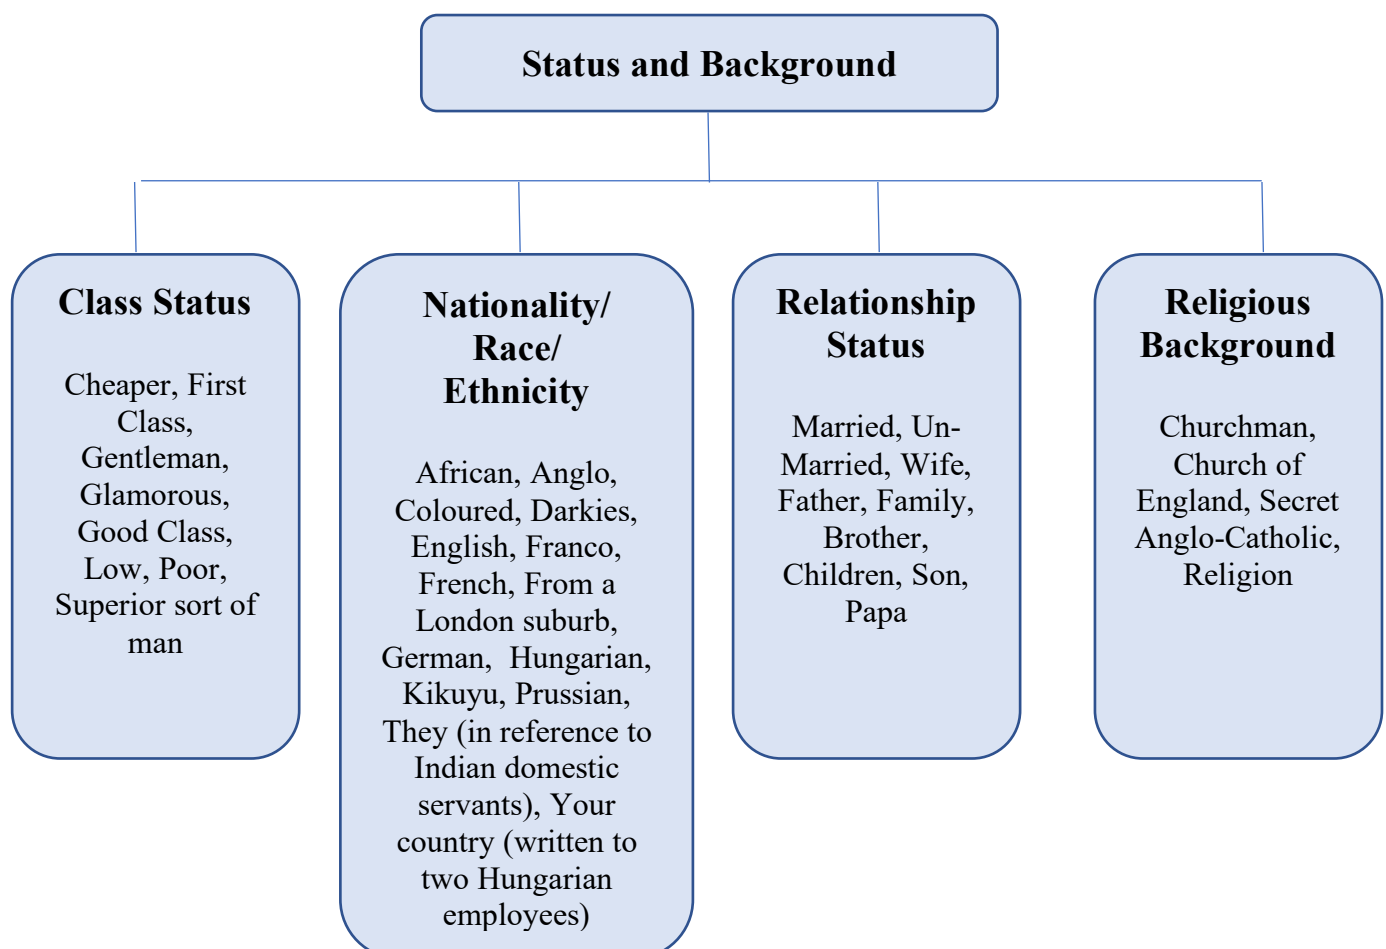 Status and Background
Class Status
Cheaper, First
Class,
Gentleman,
Glamorous,
Good Class,
Low, Poor,
Superior sort of
man
Nationality/
Race/
Ethnicity
African, Anglo,
Coloured, Darkies,
English, Franco,
French, From a
London suburb,
German,  Hungarian,
Kikuyu, Prussian,
They (in reference to
Indian domestic
servants), Your
country (written to
two Hungarian
employees)
Relationship
Status
Married, Un-
Married, Wife,
Father, Family,
Brother,
Children, Son,
Papa
Religious
Background
Churchman,
Church of
England, Secret
Anglo-Catholic,
Religion